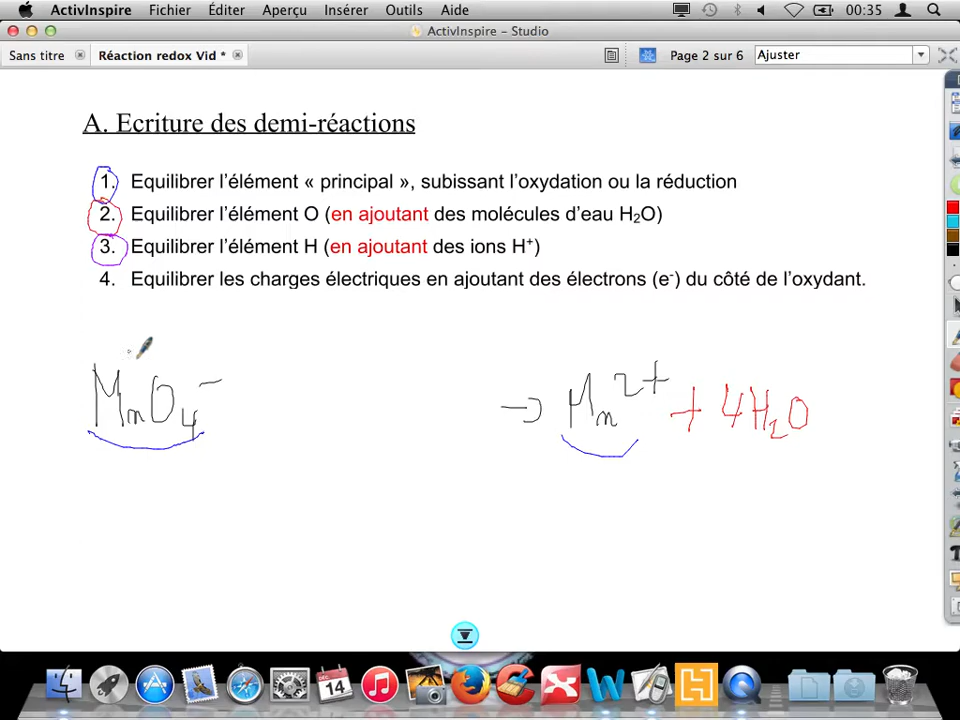 ActivInspire Fichier Éditer Aperçu Insérer Outils Aide 00:35
ActivInspire – Studio
Sans titre Réaction redox Vid * Page 2 sur 6 Ajuster
A. Ecriture des demi-réactions
1. Equilibrer l'élément « principal », subissant l'oxydation ou la réduction
2. Equilibrer l'élément O (en ajoutant des molécules d'eau H₂O)
3. Equilibrer l'élément H (en ajoutant des ions H⁺)
4. Equilibrer les charges électriques en ajoutant des électrons (e⁻) du côté de l'oxydant.
MnO₄⁻ → Mn²⁺ + 4H₂O
DEC. 14